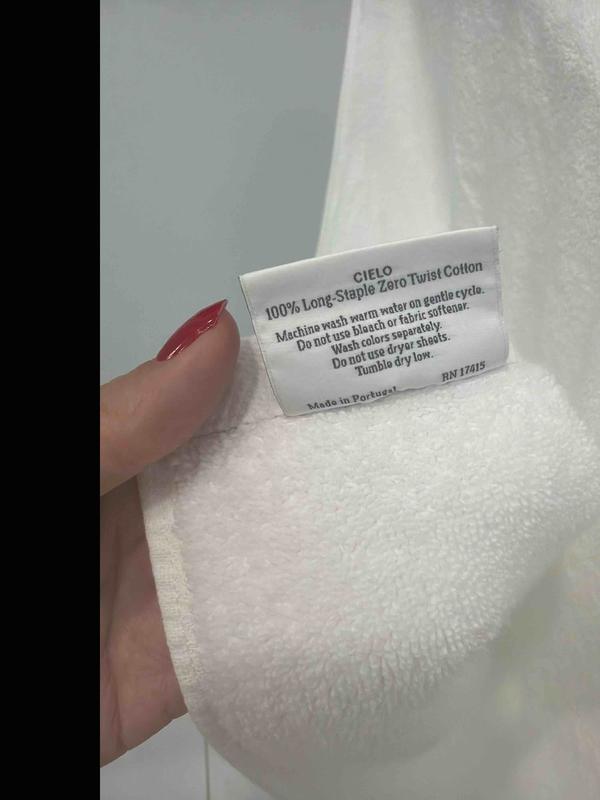 CIELO
100% Long-Staple Zero Twist Cotton
Machine wash warm water on gentle cycle.
Do not use bleach or fabric softener.
Wash colors separately.
Do not use dryer sheets.
Tumble dry low.
Made in Portugal RN 17415